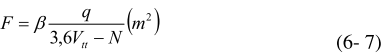 F = β q / 3,6V_tt − N (m²) (6- 7)